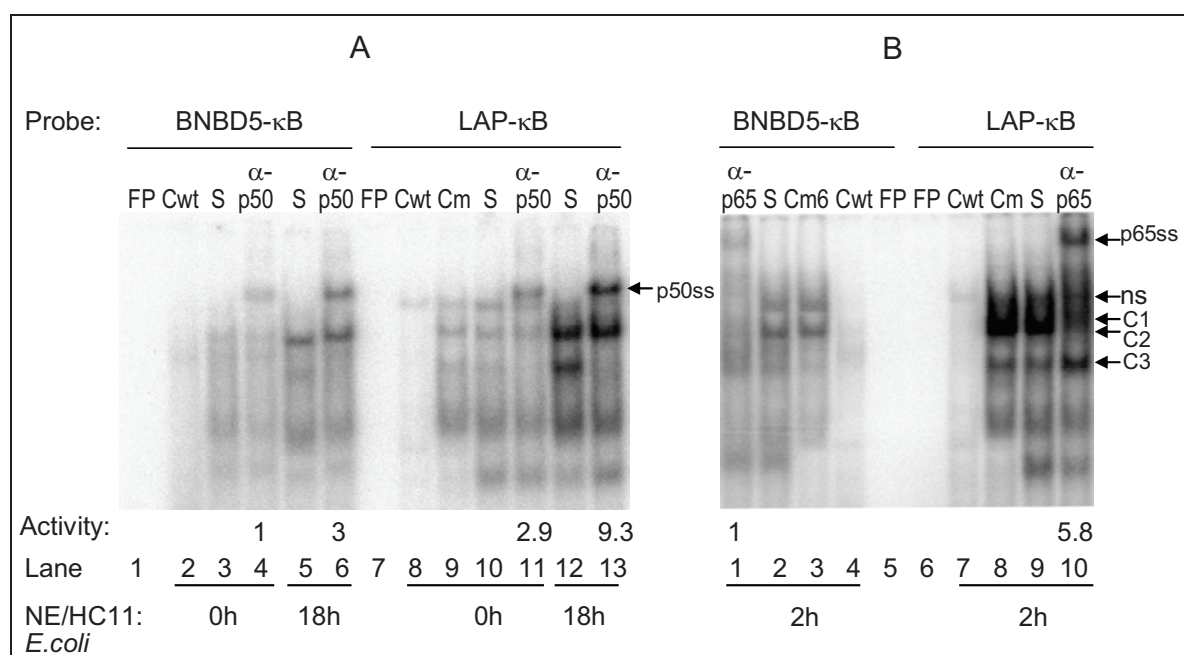 A B
Probe: BNBD5-κB LAP-κB BNBD5-κB LAP-κB
α- α- α- α- α- α-
FP Cwt S p50 S p50 FP Cwt Cm S p50 S p50 p65 S Cm6 Cwt FP FP Cwt Cm S p65
p65ss
p50ss
ns
C1
C2
C3
Activity: 1 3 2.9 9.3 1 5.8
Lane 1 2 3 4 5 6 7 8 9 10 11 12 13 1 2 3 4 5 6 7 8 9 10
NE/HC11: 0h 18h 0h 18h 2h 2h
E.coli